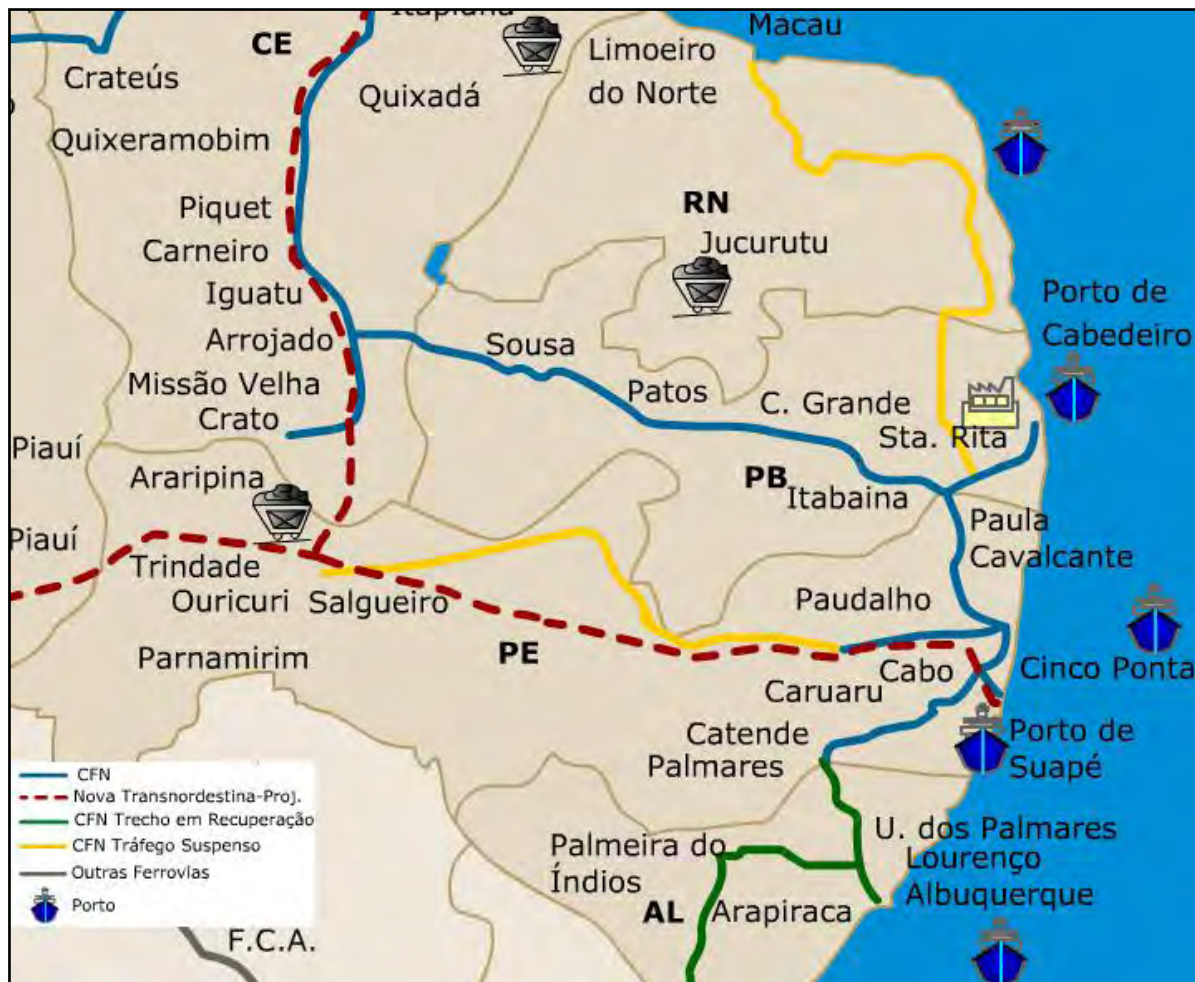 Itapiúna
CE
Macau
Crateús
Limoeiro
do Norte
Quixadá
Quixeramobim
Piquet
Carneiro
RN
Jucurutu
Iguatu
Porto de
Cabedeiro
Arrojado
Sousa
Missão Velha
Crato
Patos
C. Grande
Sta. Rita
Piauí
Araripina
PB
Itabaina
Paula
Cavalcante
Piauí
Trindade
Ouricuri
Salgueiro
Paudalho
Parnamirim
PE
Cabo
Cinco Ponta
Caruaru
Catende
Palmares
Porto de
Suapé
CFN
Nova Transnordestina-Proj.
CFN Trecho em Recuperação
CFN Tráfego Suspenso
Outras Ferrovias
Porto
U. dos Palmares
Lourenço
Albuquerque
Palmeira do
Índios
AL
Arapiraca
F.C.A.